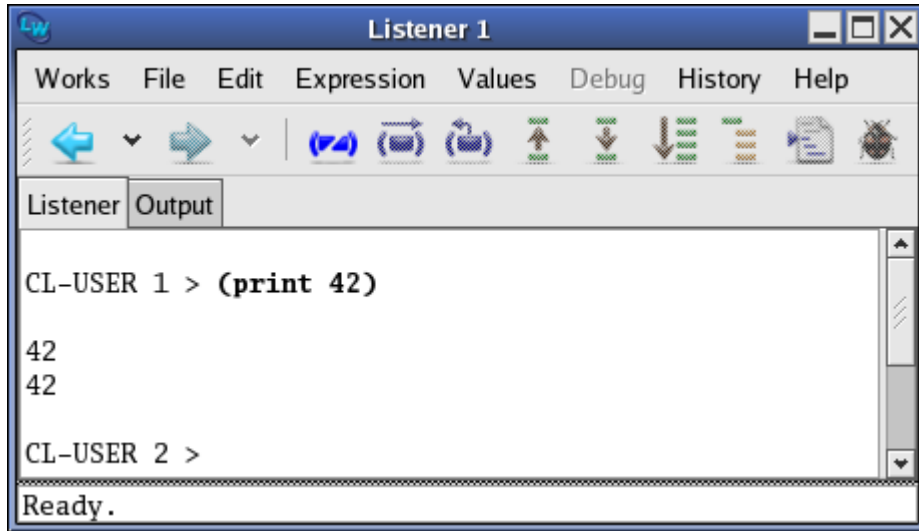 LW
Listener 1
Works File Edit Expression Values Debug History Help
Listener Output
CL-USER 1 > (print 42)
42
42
CL-USER 2 >
Ready.